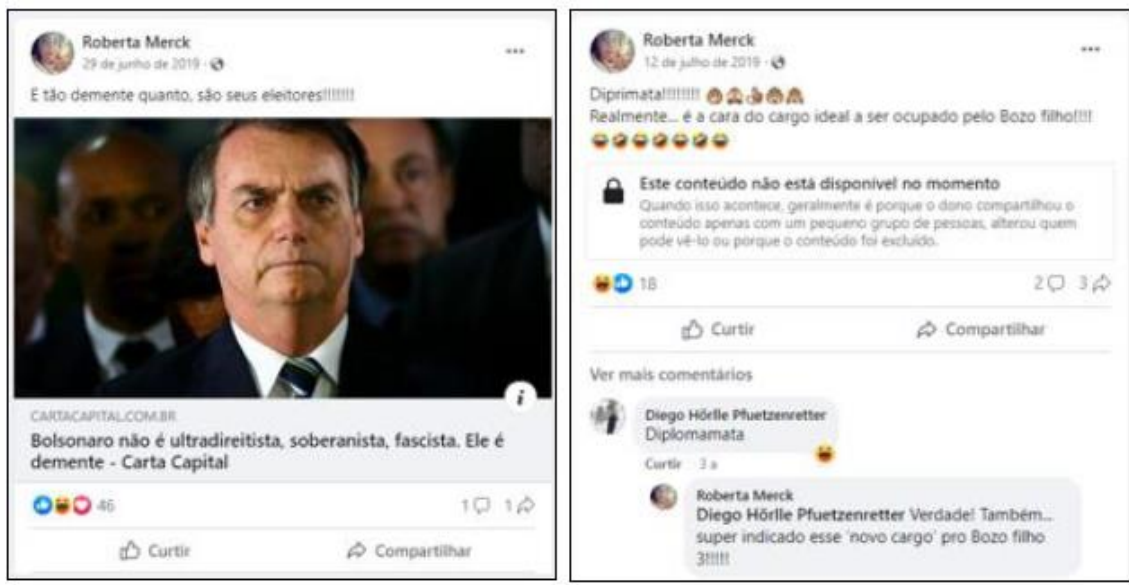 Roberta Merck
29 de junho de 2019 ·
E tão demente quanto, são seus eleitores!!!!!!!
i
CARTACAPITAL.COM.BR
Bolsonaro não é ultradireitista, soberanista, fascista. Ele é
demente - Carta Capital
46
1 1
Curtir
Compartilhar
Roberta Merck
12 de julho de 2019 ·
Diprimata!!!!!!!!
Realmente... é a cara do cargo ideal a ser ocupado pelo Bozo filho!!!!
Este conteúdo não está disponível no momento
Quando isso acontece, geralmente é porque o dono compartilhou o
conteúdo apenas com um pequeno grupo de pessoas, alterou quem
pode vê-lo ou porque o conteúdo foi excluído.
18
2 3
Curtir
Compartilhar
Ver mais comentários
Diego Hörlle Pfuetzenretter
Diplomamata
Curtir 3 a
Roberta Merck
Diego Hörlle Pfuetzenretter Verdade! Também...
super indicado esse 'novo cargo' pro Bozo filho
3!!!!!